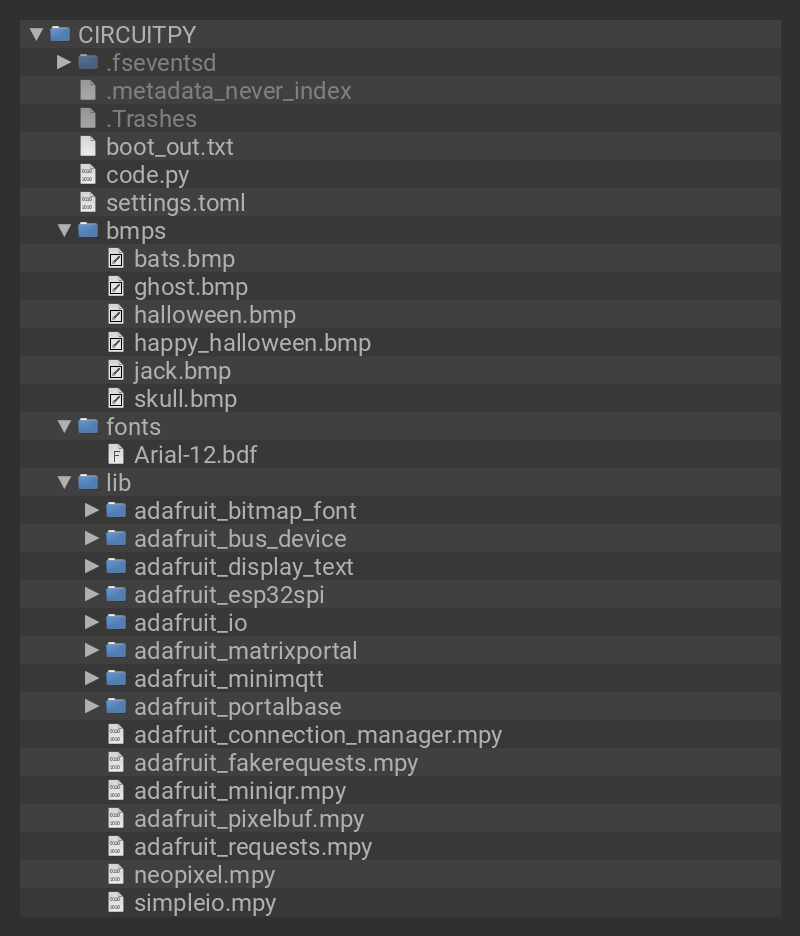 CIRCUITPY
.fseventsd
.metadata_never_index
.Trashes
boot_out.txt
code.py
settings.toml
bmps
bats.bmp
ghost.bmp
halloween.bmp
happy_halloween.bmp
jack.bmp
skull.bmp
fonts
Arial-12.bdf
lib
adafruit_bitmap_font
adafruit_bus_device
adafruit_display_text
adafruit_esp32spi
adafruit_io
adafruit_matrixportal
adafruit_minimqtt
adafruit_portalbase
adafruit_connection_manager.mpy
adafruit_fakerequests.mpy
adafruit_miniqr.mpy
adafruit_pixelbuf.mpy
adafruit_requests.mpy
neopixel.mpy
simpleio.mpy